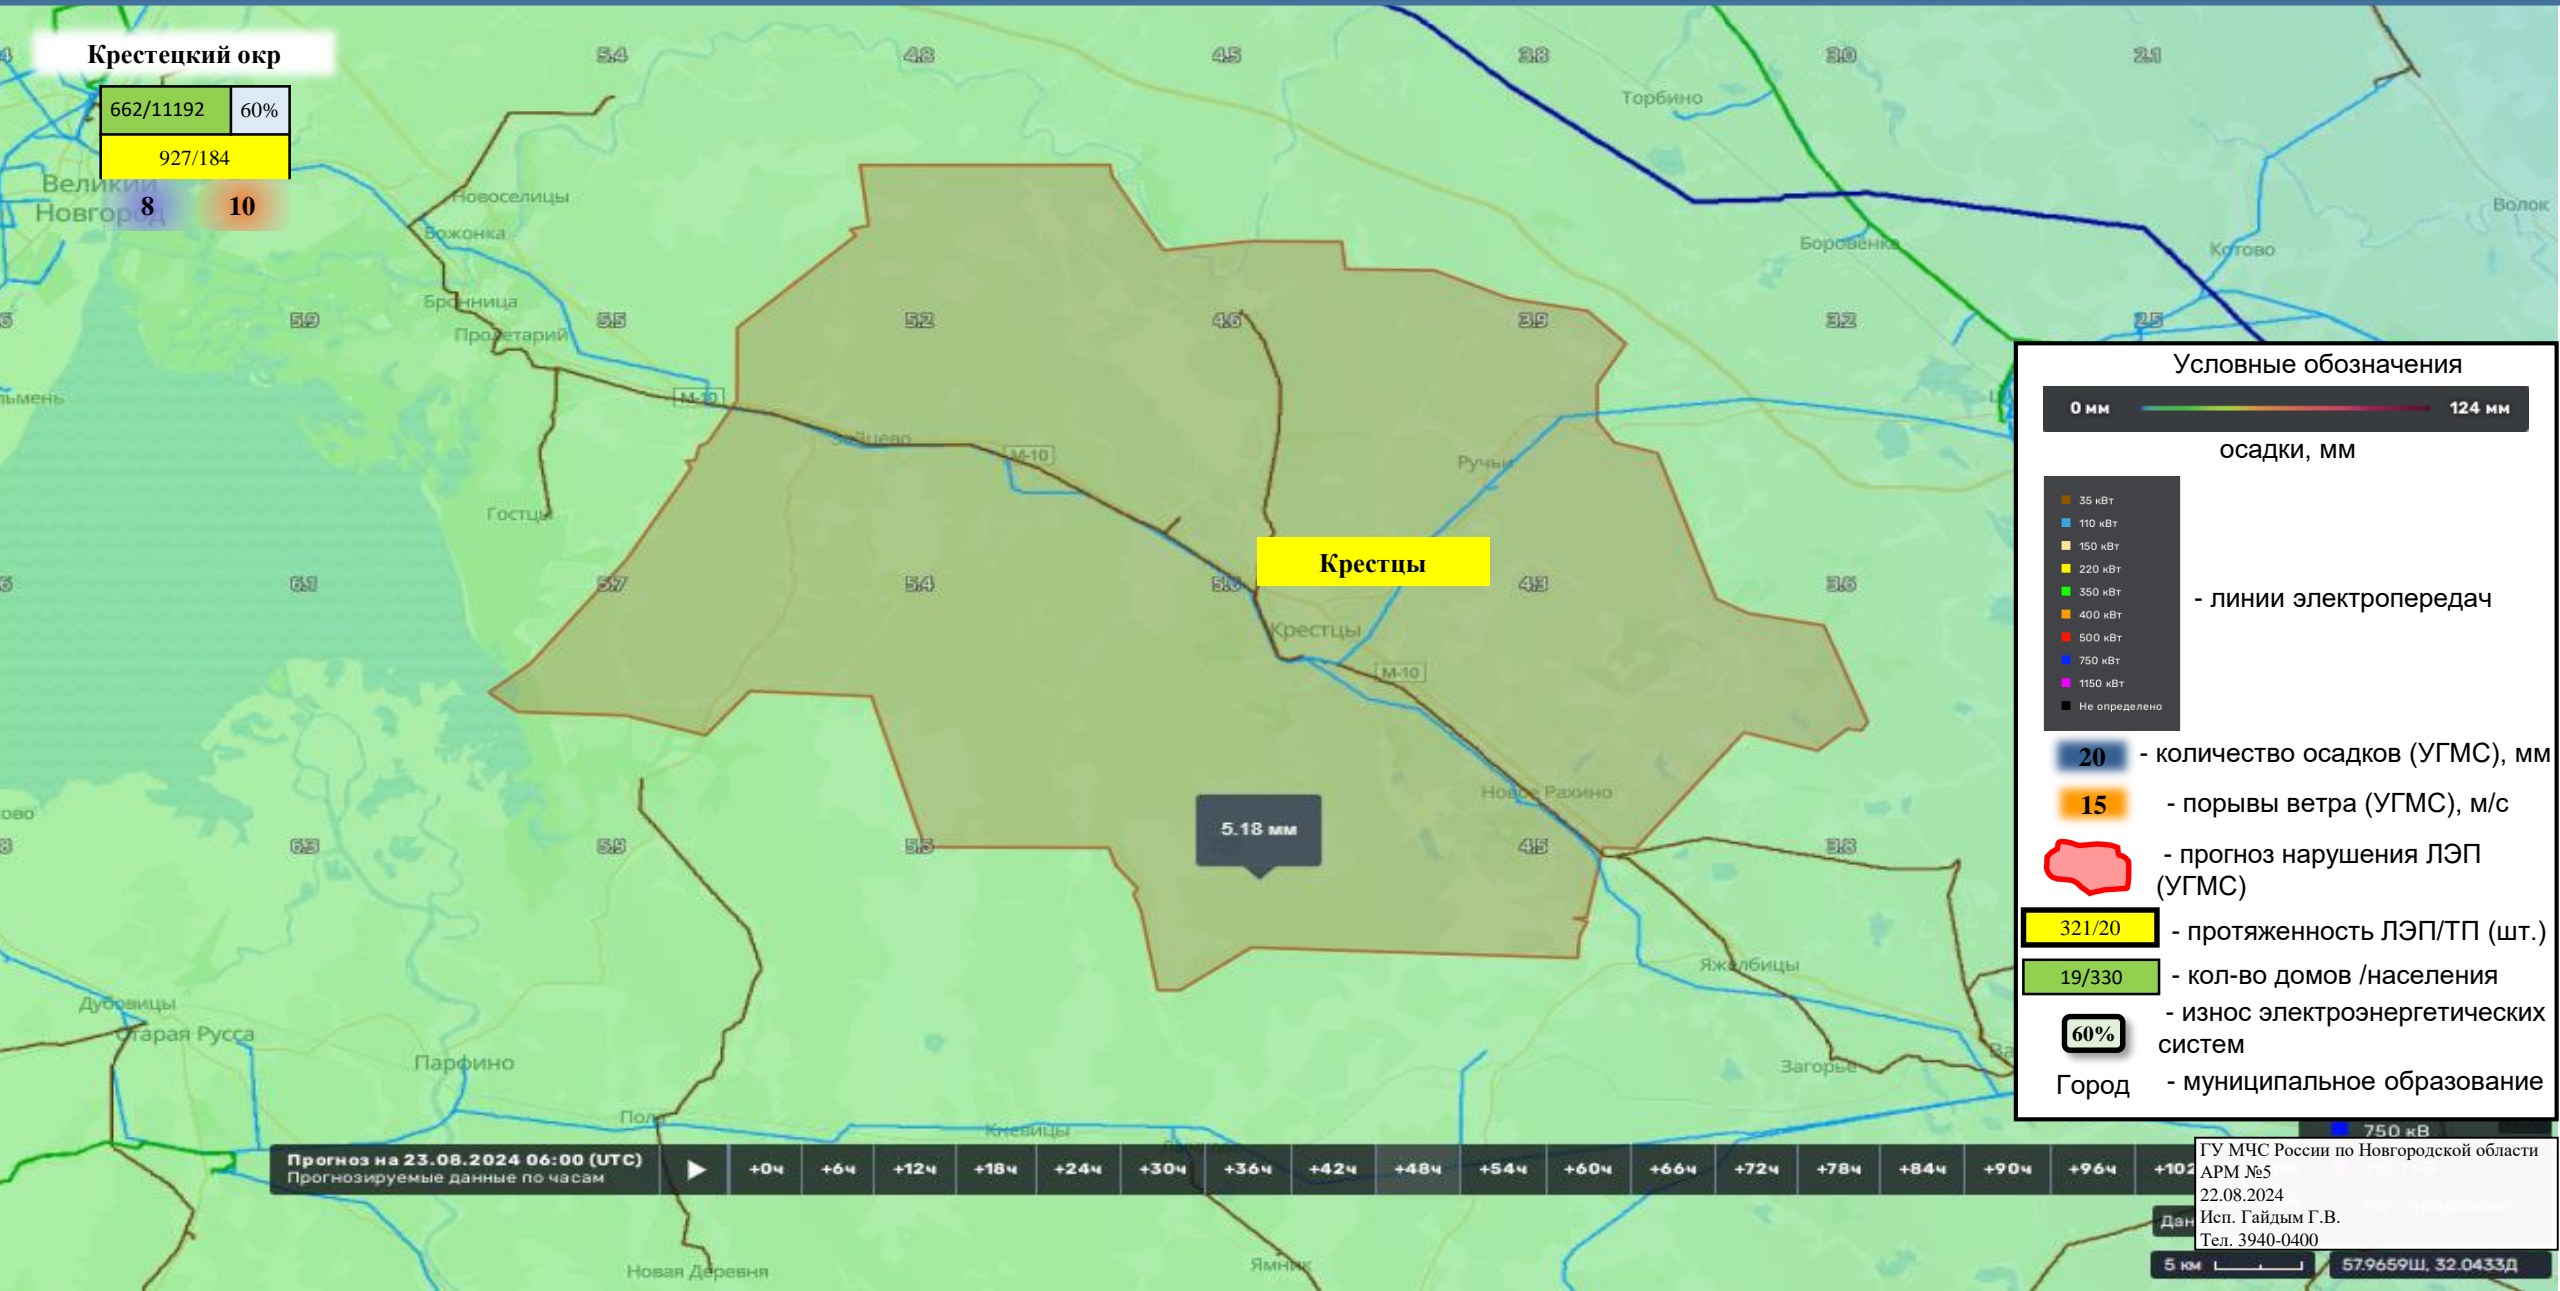 Крестецкий окр
662/11192 60%
927/184
8 10
5.4 4.8 4.5 3.8 3.0 2.1
Торбино
Великий
Новгород
Новоселицы
Божонка
Волок
Боровёнка
Котово
Бронница
Пролетарий
5.9 5.5 5.2 4.6 3.9 3.2 2.5
льмень
М-10
Зайцево
М-10
Ручьи
Гостцы
Крестцы
6.1 5.7 5.4 4.3 3.6
Крестцы
М-10
Новое Рахино
5.18 мм
ово
6.3 5.9 5.5 4.5 3.8
Яжелбицы
Дубовицы
Старая Русса
Парфино
Загорье
Пола
Кневицы
Новая Деревня
Ямник
Условные обозначения
0 мм 124 мм
осадки, мм
35 кВт
110 кВт
150 кВт
220 кВт
350 кВт
400 кВт
500 кВт
750 кВт
1150 кВт
Не определено
- линии электропередач
20 - количество осадков (УГМС), мм
15 - порывы ветра (УГМС), м/с
- прогноз нарушения ЛЭП
(УГМС)
321/20 - протяженность ЛЭП/ТП (шт.)
19/330 - кол-во домов /населения
60% - износ электроэнергетических
систем
Город - муниципальное образование
750 кВ
Прогноз на 23.08.2024 06:00 (UTC)
Прогнозируемые данные по часам
+0ч +6ч +12ч +18ч +24ч +30ч +36ч +42ч +48ч +54ч +60ч +66ч +72ч +78ч +84ч +90ч +96ч +102
ГУ МЧС России по Новгородской области
АРМ №5
22.08.2024
Исп. Гайдым Г.В.
Тел. 3940-0400
Дан
5 км
57.9659Ш, 32.0433Д